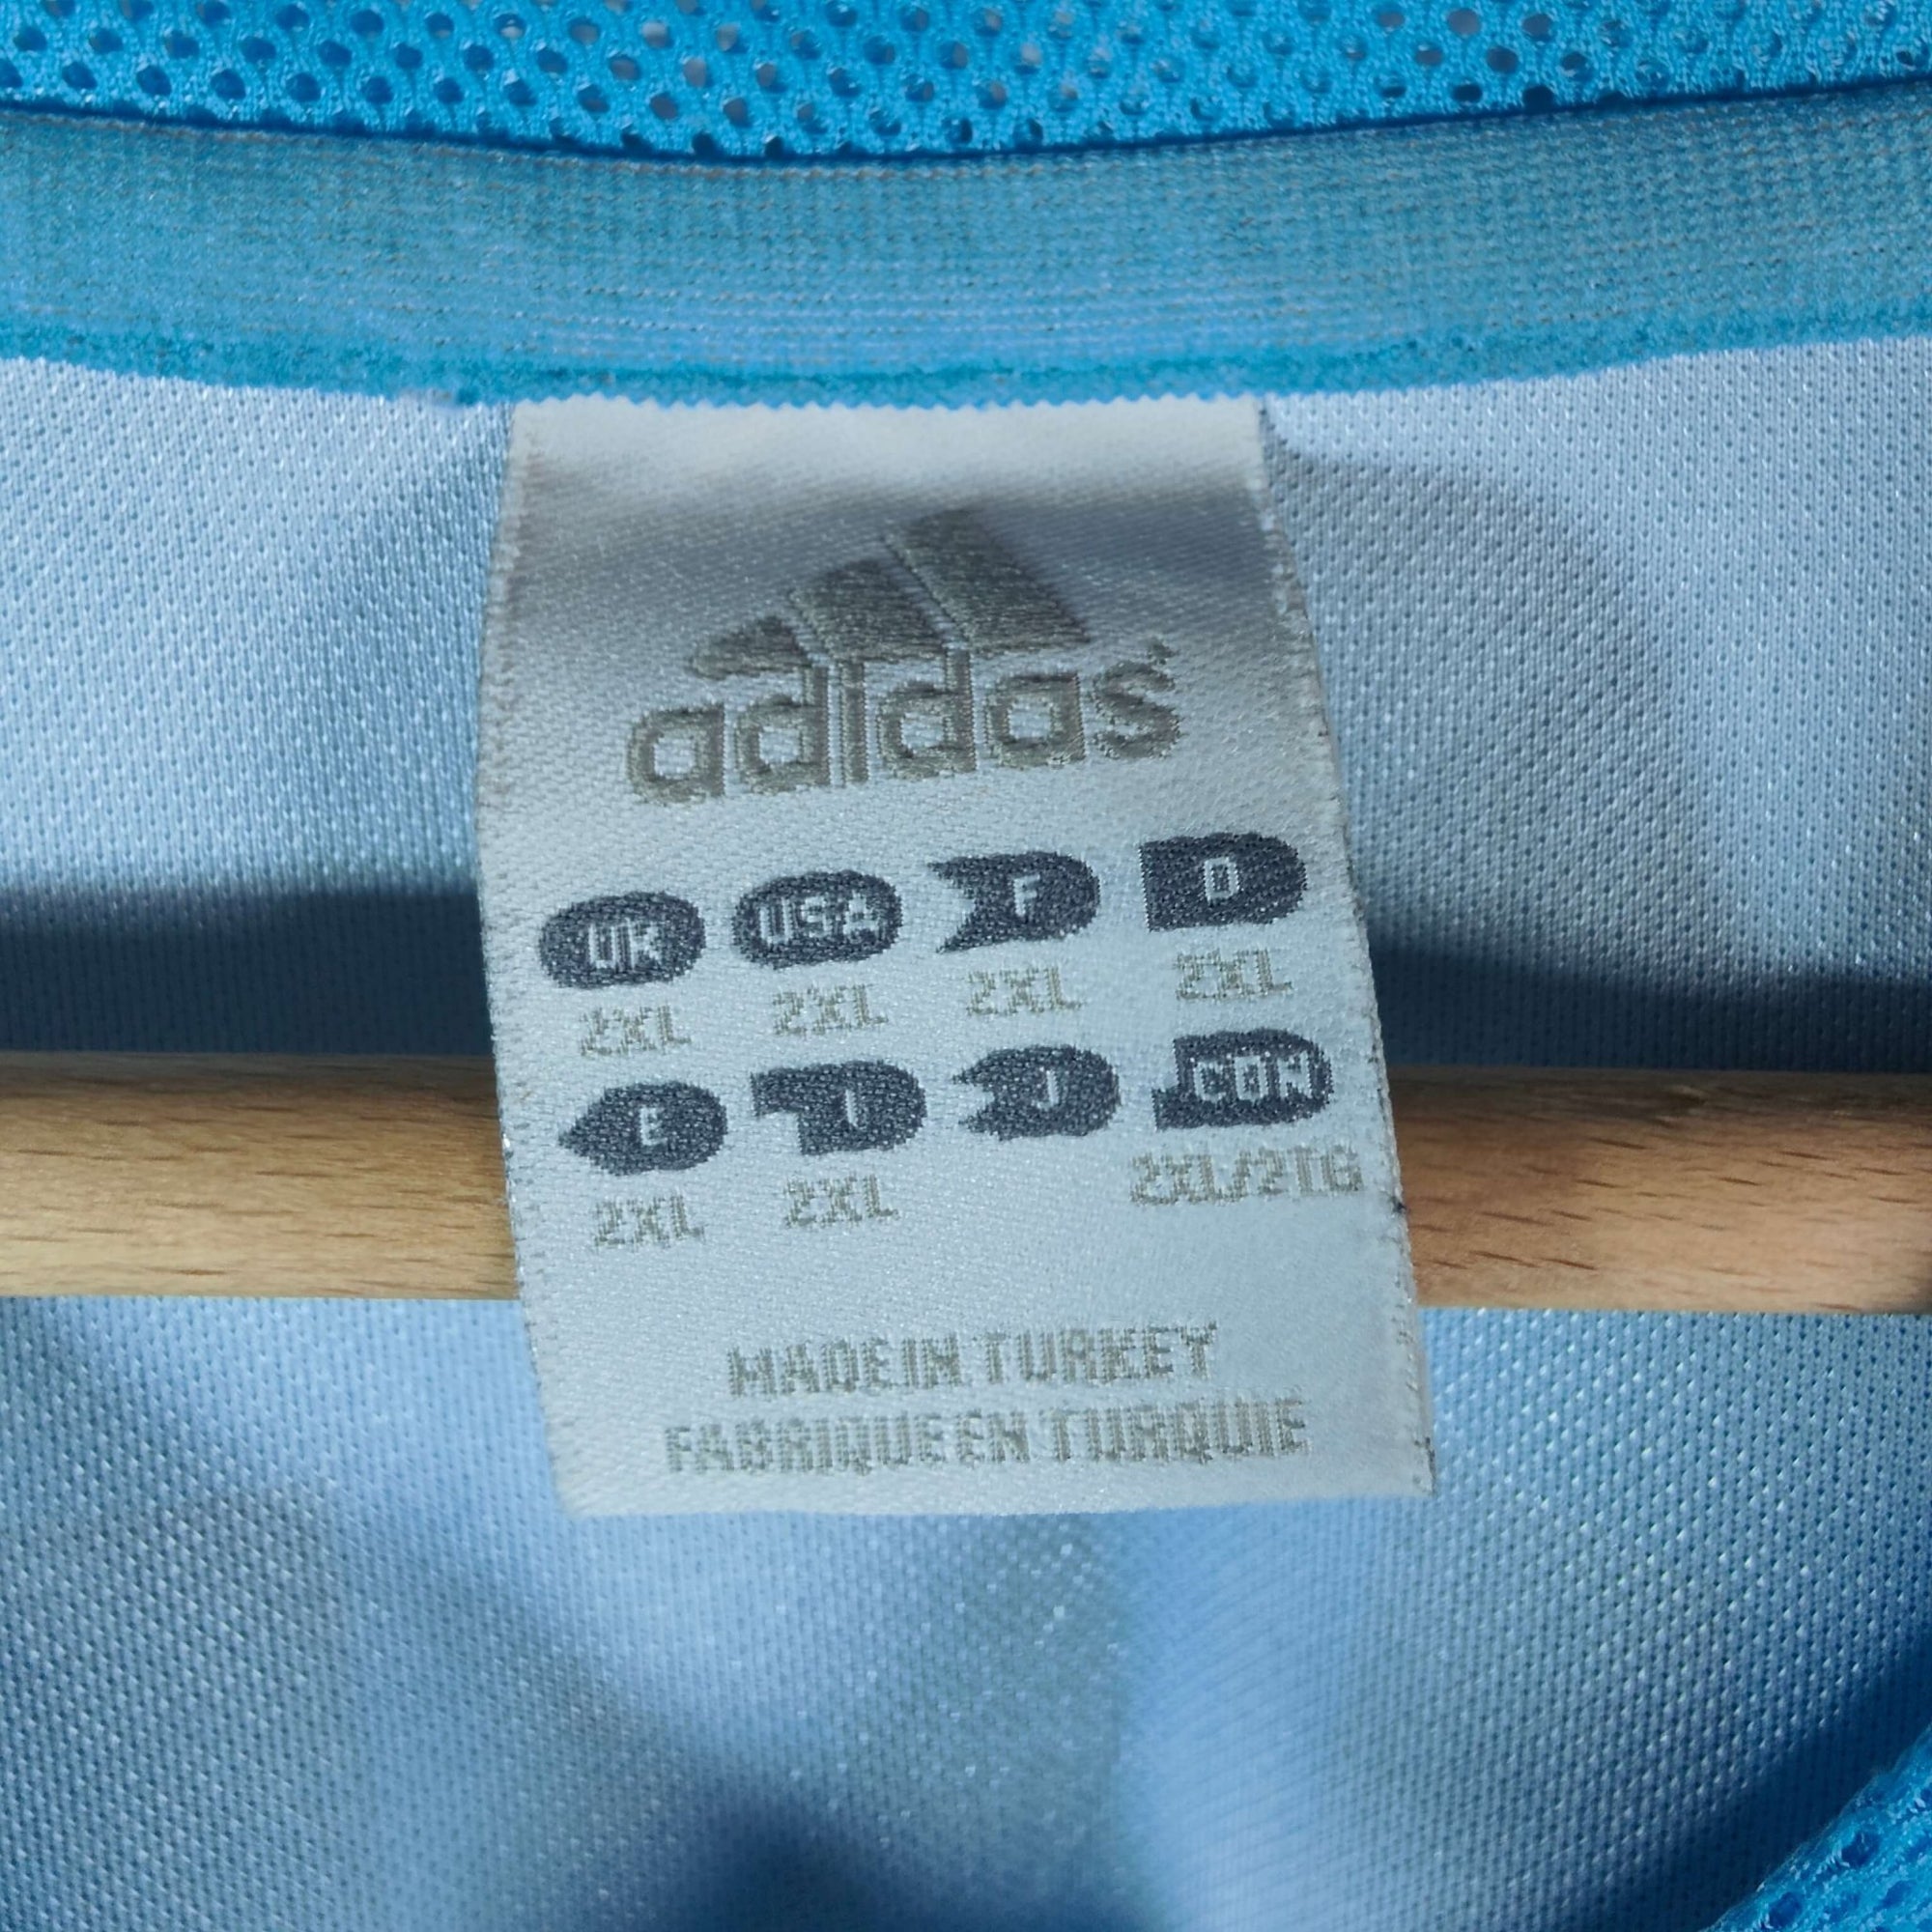 adidas
UK USA F D
2XL 2XL 2XL 2XL
E I J CDN
2XL 2XL 2XL/2TG
MADE IN TURKEY
FABRIQUE EN TURQUIE